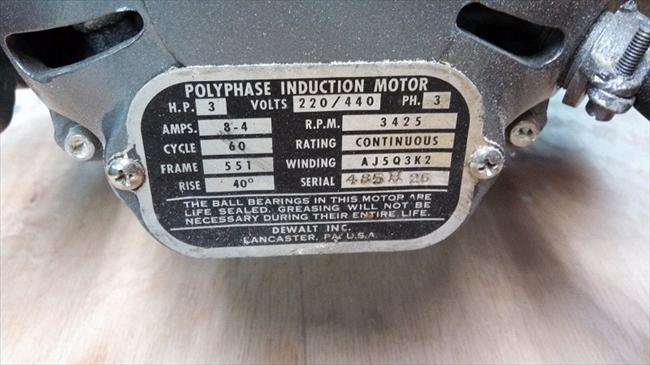 POLYPHASE INDUCTION MOTOR
H.P. 3 VOLTS 220/440 PH. 3
AMPS. 8-4 R.P.M. 3425
CYCLE 60 RATING CONTINUOUS
FRAME 551 WINDING AJ5Q3K2
RISE 40° SERIAL
THE BALL BEARINGS IN THIS MOTOR ARE
LIFE SEALED. GREASING WILL NOT BE
NECESSARY DURING THEIR ENTIRE LIFE.
DEWALT INC.
LANCASTER, PA. U.S.A.